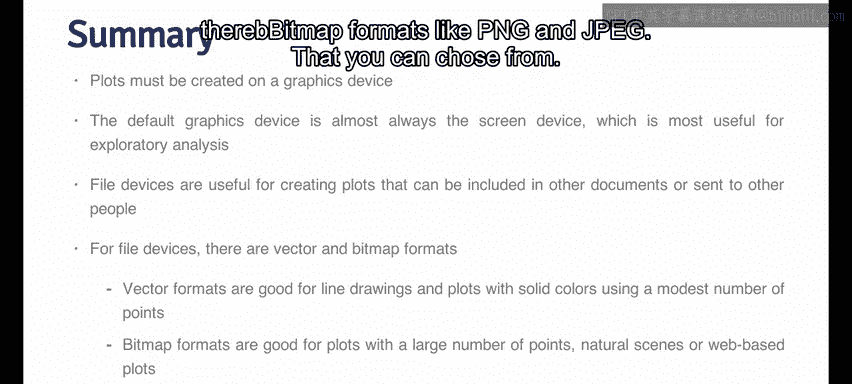 Summary
therebBitmap formats like PNG and JPEG.
That you can chose from.
· Plots must be created on a graphics device
· The default graphics device is almost always the screen device, which is most useful for
exploratory analysis
· File devices are useful for creating plots that can be included in other documents or sent to other
people
· For file devices, there are vector and bitmap formats
- Vector formats are good for line drawings and plots with solid colors using a modest number of
points
- Bitmap formats are good for plots with a large number of points, natural scenes or web-based
plots